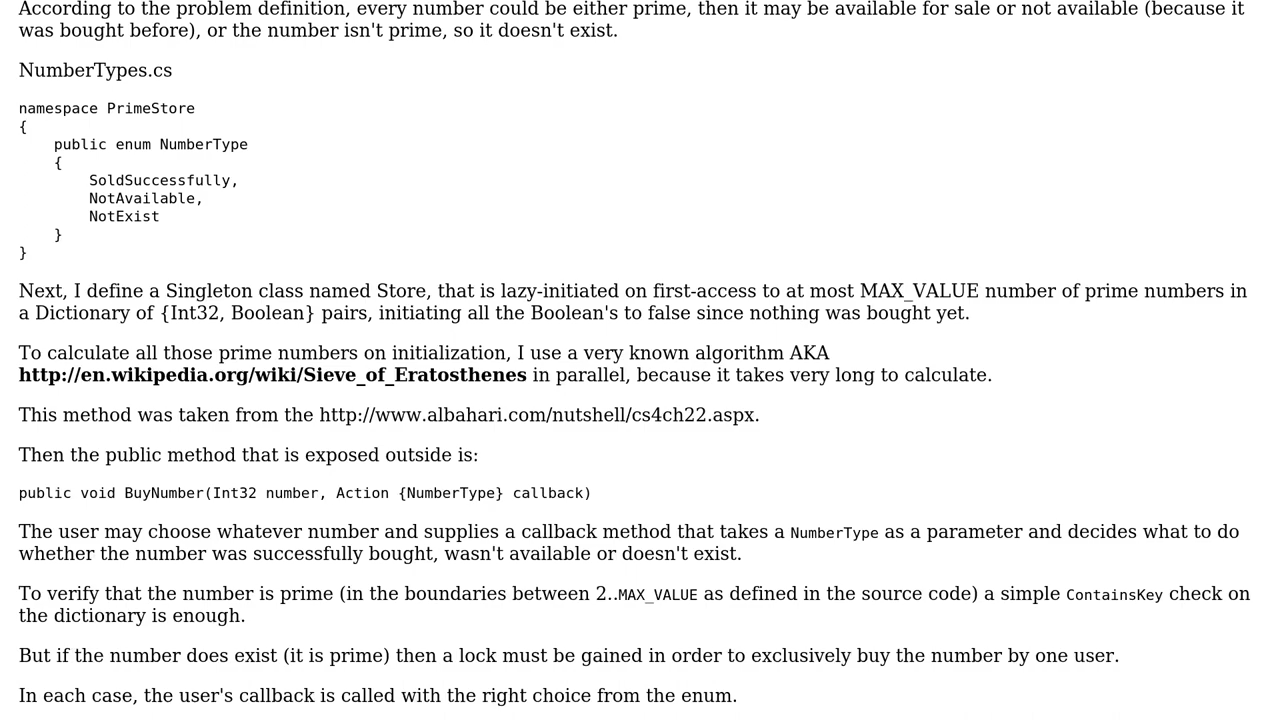 According to the problem definition, every number could be either prime, then it may be available for sale or not available (because it
was bought before), or the number isn't prime, so it doesn't exist.
NumberTypes.cs
namespace PrimeStore
{
    public enum NumberType
    {
        SoldSuccessfully,
        NotAvailable,
        NotExist
    }
}
Next, I define a Singleton class named Store, that is lazy-initiated on first-access to at most MAX_VALUE number of prime numbers in
a Dictionary of {Int32, Boolean} pairs, initiating all the Boolean's to false since nothing was bought yet.
To calculate all those prime numbers on initialization, I use a very known algorithm AKA
http://en.wikipedia.org/wiki/Sieve_of_Eratosthenes in parallel, because it takes very long to calculate.
This method was taken from the http://www.albahari.com/nutshell/cs4ch22.aspx.
Then the public method that is exposed outside is:
public void BuyNumber(Int32 number, Action {NumberType} callback)
The user may choose whatever number and supplies a callback method that takes a NumberType as a parameter and decides what to do
whether the number was successfully bought, wasn't available or doesn't exist.
To verify that the number is prime (in the boundaries between 2..MAX_VALUE as defined in the source code) a simple ContainsKey check on
the dictionary is enough.
But if the number does exist (it is prime) then a lock must be gained in order to exclusively buy the number by one user.
In each case, the user's callback is called with the right choice from the enum.